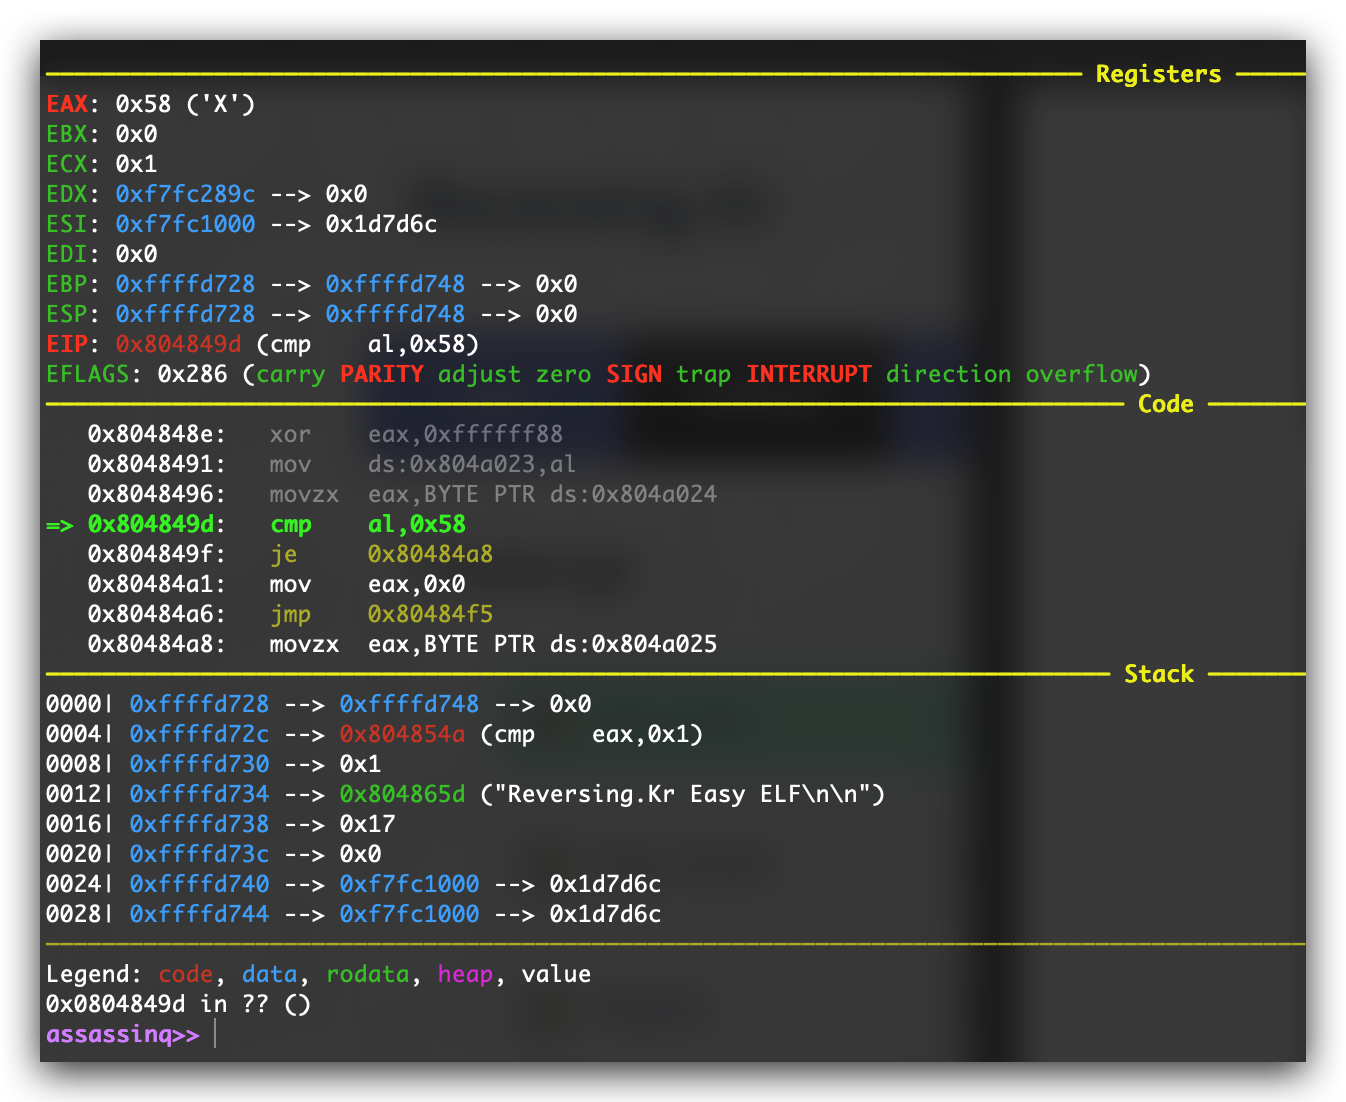 Registers
EAX: 0x58 ('X')
EBX: 0x0
ECX: 0x1
EDX: 0xf7fc289c --> 0x0
ESI: 0xf7fc1000 --> 0x1d7d6c
EDI: 0x0
EBP: 0xffffd728 --> 0xffffd748 --> 0x0
ESP: 0xffffd728 --> 0xffffd748 --> 0x0
EIP: 0x804849d (cmp    al,0x58)
EFLAGS: 0x286 (carry PARITY adjust zero SIGN trap INTERRUPT direction overflow)
Code
0x804848e:   xor    eax,0xffffff88
0x8048491:   mov    ds:0x804a023,al
0x8048496:   movzx  eax,BYTE PTR ds:0x804a024
=> 0x804849d:   cmp    al,0x58
0x804849f:   je     0x80484a8
0x80484a1:   mov    eax,0x0
0x80484a6:   jmp    0x80484f5
0x80484a8:   movzx  eax,BYTE PTR ds:0x804a025
Stack
0000| 0xffffd728 --> 0xffffd748 --> 0x0
0004| 0xffffd72c --> 0x804854a (cmp    eax,0x1)
0008| 0xffffd730 --> 0x1
0012| 0xffffd734 --> 0x804865d ("Reversing.Kr Easy ELF\n\n")
0016| 0xffffd738 --> 0x17
0020| 0xffffd73c --> 0x0
0024| 0xffffd740 --> 0xf7fc1000 --> 0x1d7d6c
0028| 0xffffd744 --> 0xf7fc1000 --> 0x1d7d6c
Legend: code, data, rodata, heap, value
0x0804849d in ?? ()
assassinq>>